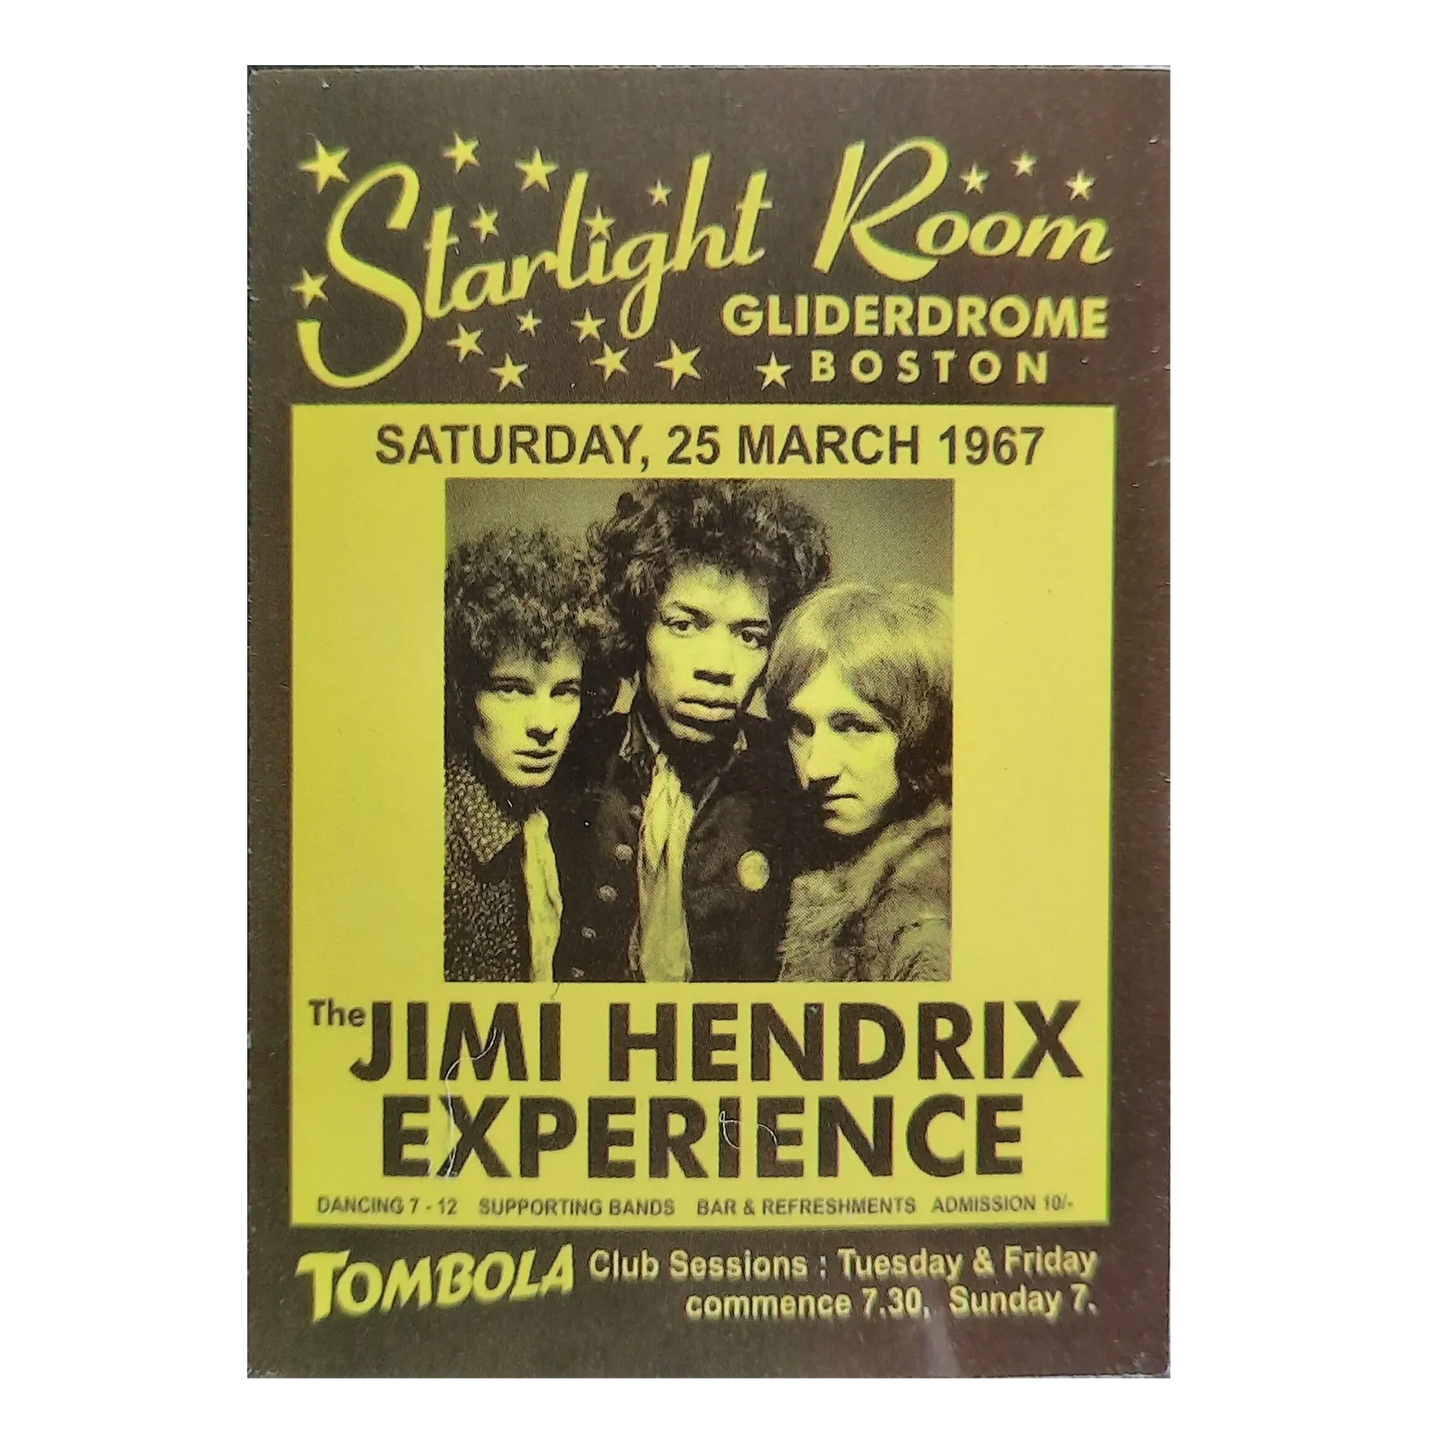 Starlight Room
GLIDERDROME
BOSTON
SATURDAY, 25 MARCH 1967
The JIMI HENDRIX
EXPERIENCE
DANCING 7 - 12 SUPPORTING BANDS BAR & REFRESHMENTS ADMISSION 10/-
TOMBOLA Club Sessions : Tuesday & Friday
commence 7.30, Sunday 7.